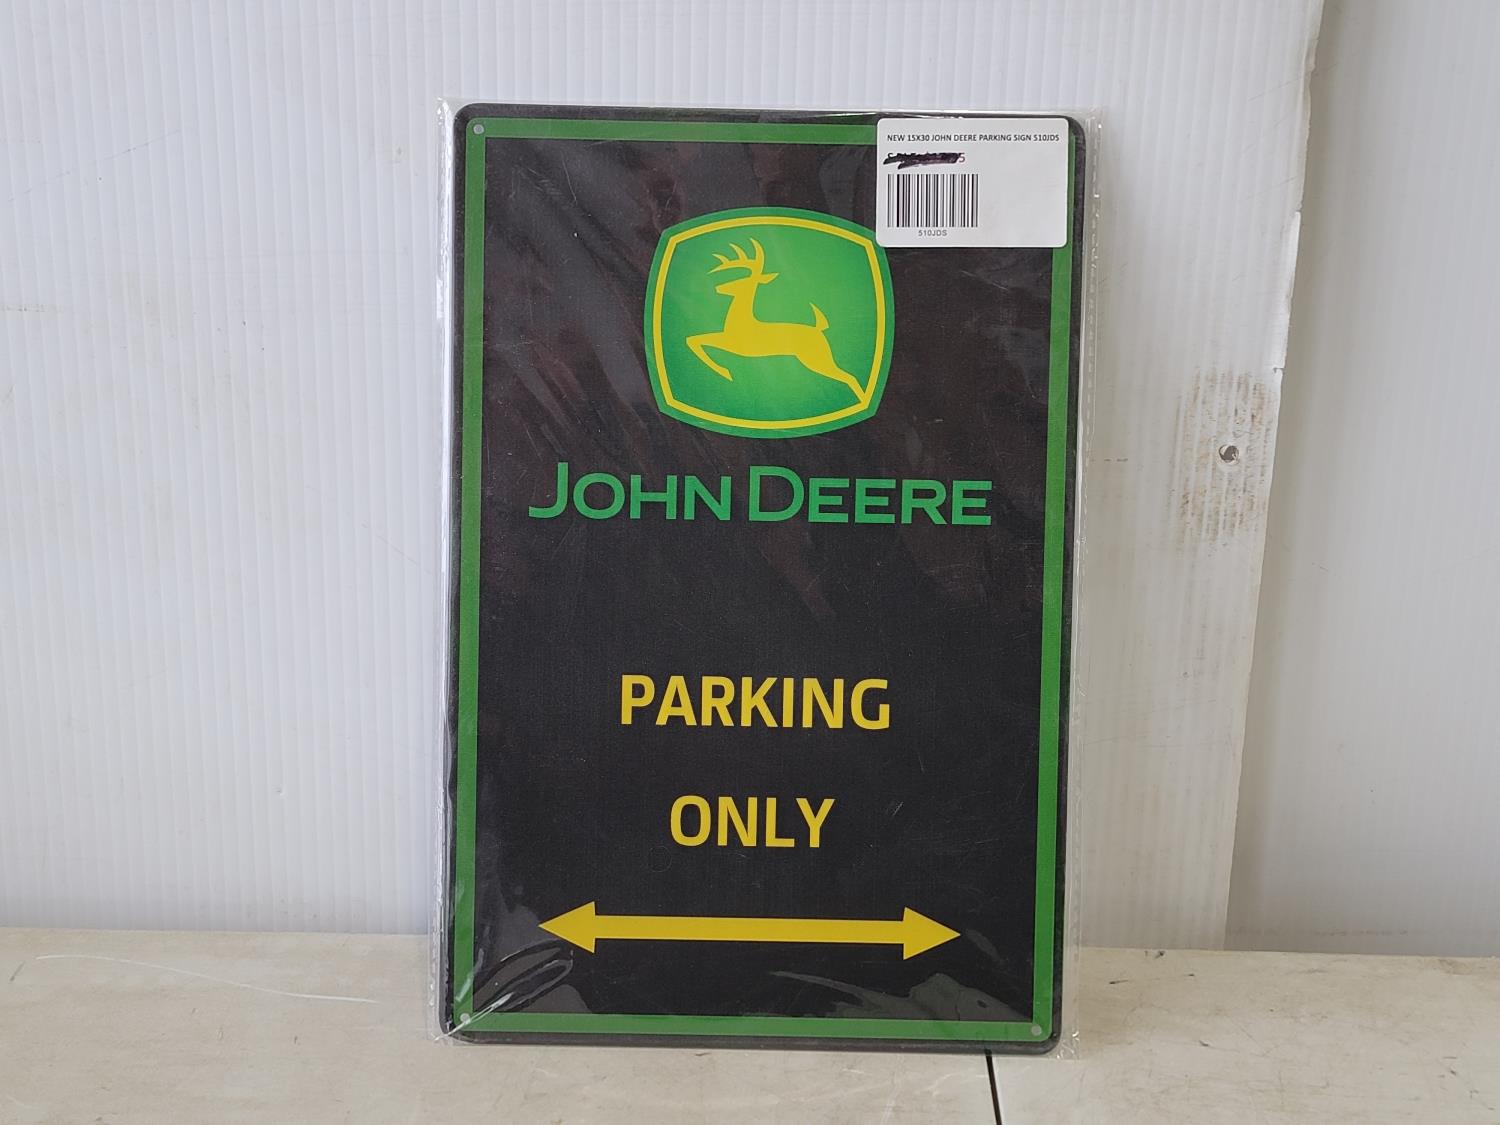 NEW 15X30 JOHN DEERE PARKING SIGN 510JDS
510JDS
JOHN DEERE
PARKING
ONLY